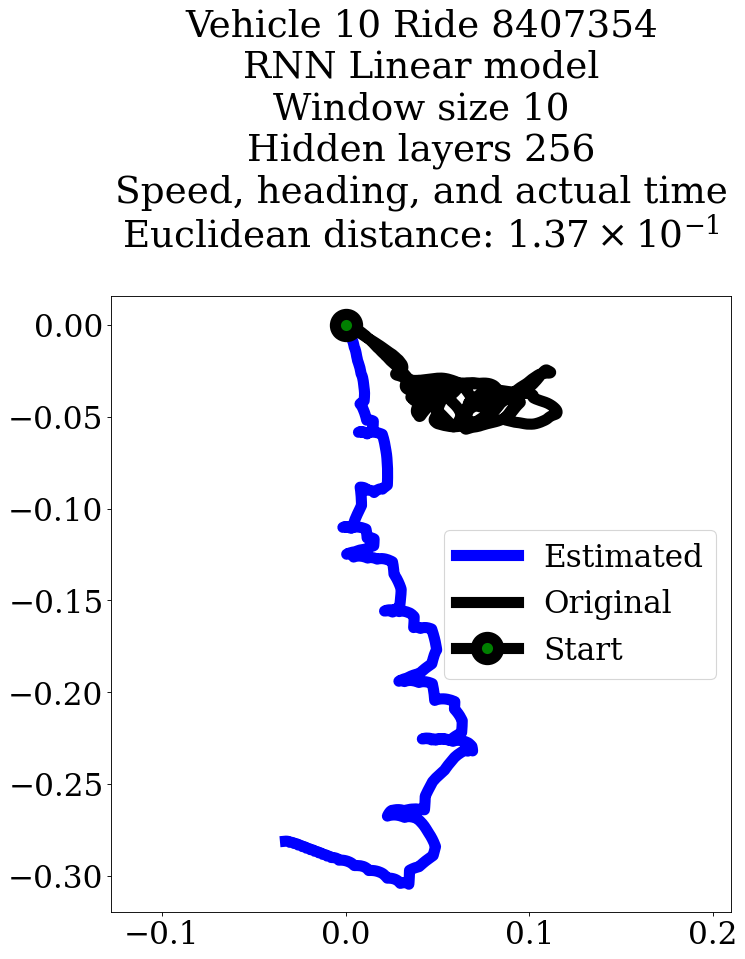 Vehicle 10 Ride 8407354
RNN Linear model
Window size 10
Hidden layers 256
Speed, heading, and actual time
Euclidean distance: 1.37 × 10⁻¹
0.00
−0.05
−0.10
−0.15
−0.20
−0.25
−0.30
Estimated
Original
Start
−0.1
0.0
0.1
0.2